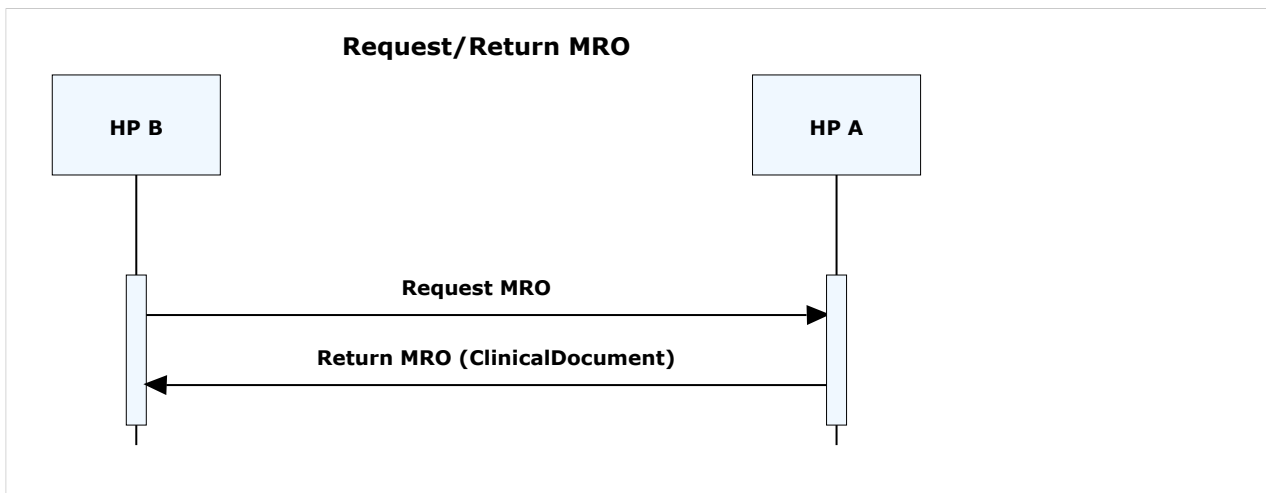 Request/Return MRO
HP B
HP A
Request MRO
Return MRO (ClinicalDocument)